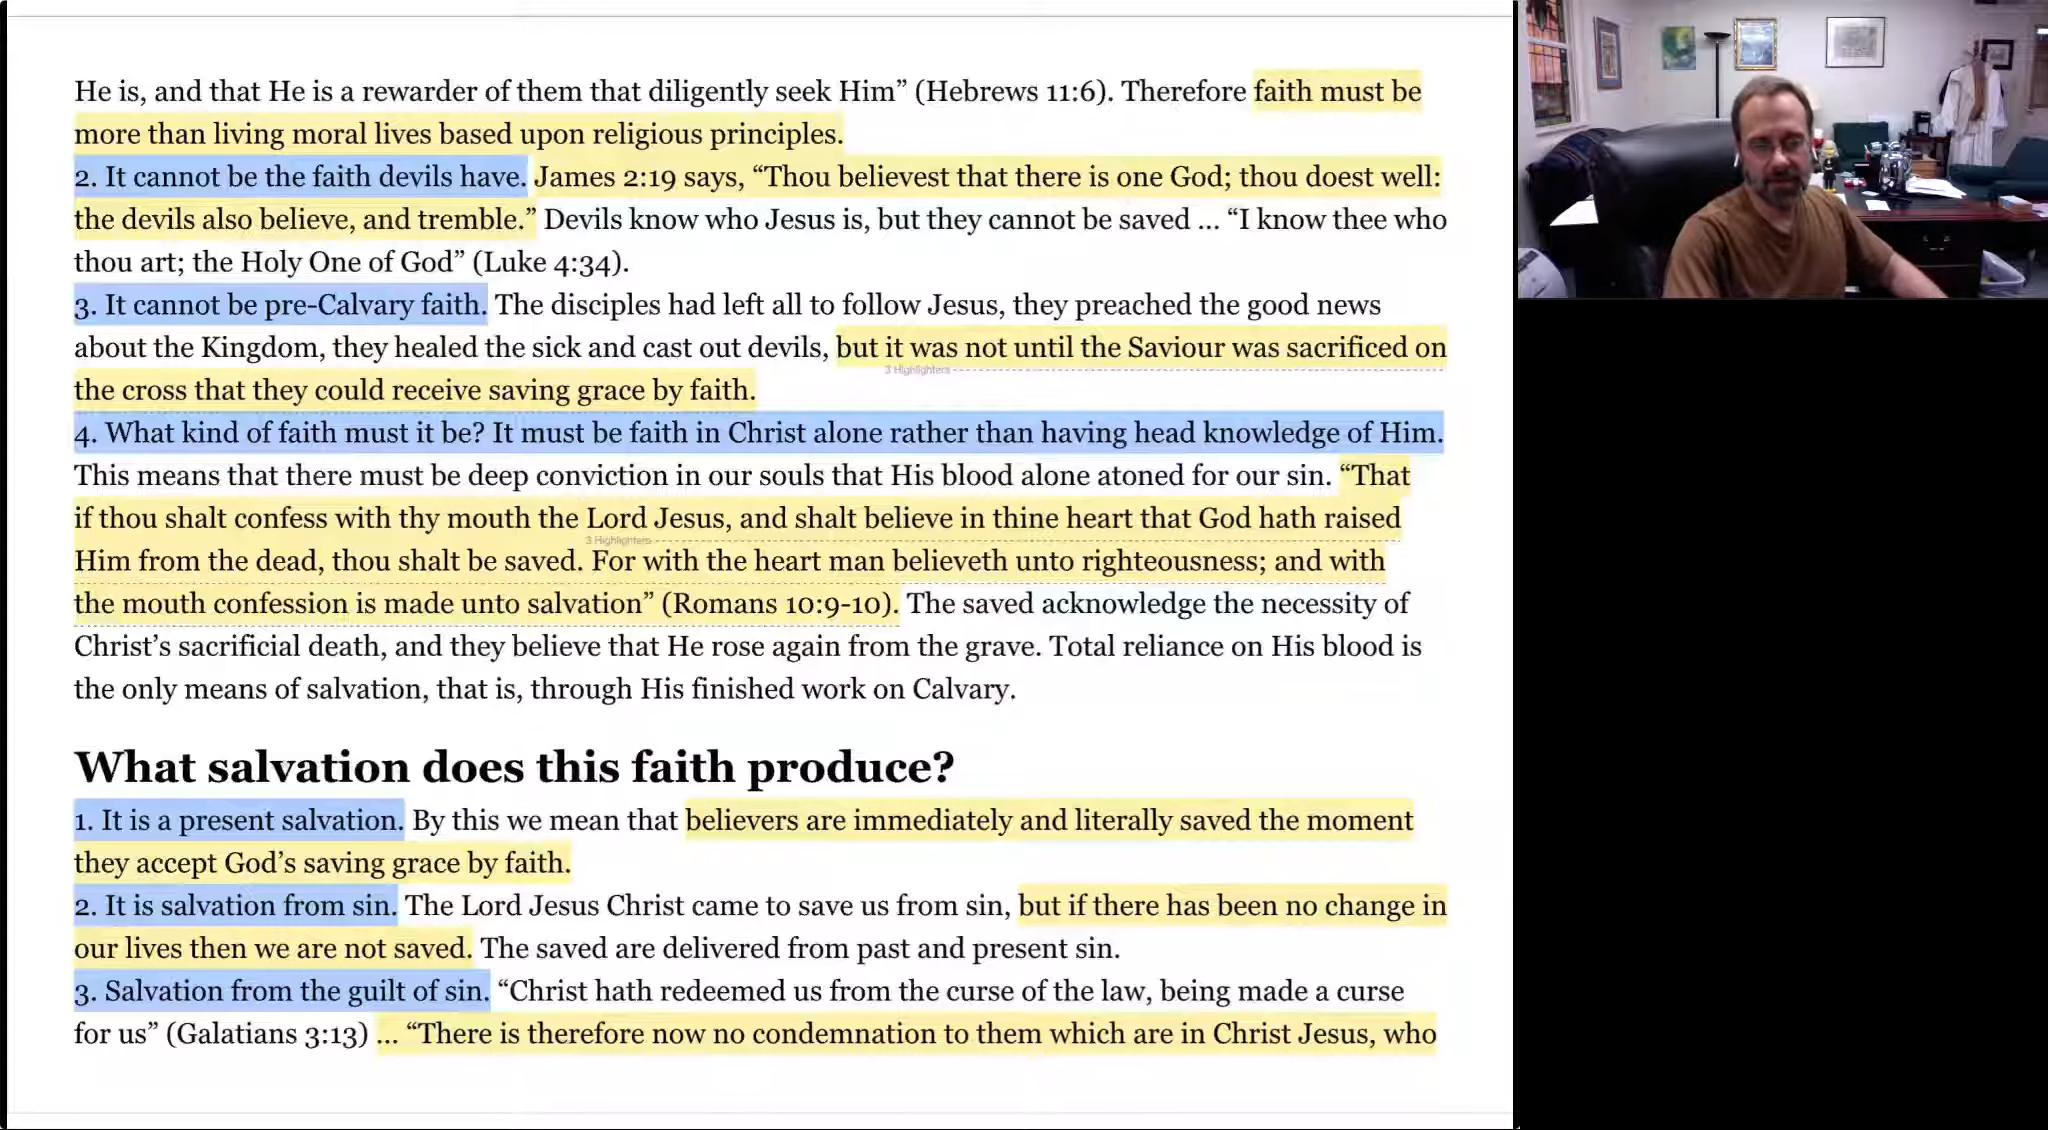 He is, and that He is a rewarder of them that diligently seek Him” (Hebrews 11:6). Therefore faith must be
more than living moral lives based upon religious principles.
2. It cannot be the faith devils have. James 2:19 says, “Thou believest that there is one God; thou doest well:
the devils also believe, and tremble.” Devils know who Jesus is, but they cannot be saved ... “I know thee who
thou art; the Holy One of God” (Luke 4:34).
3. It cannot be pre-Calvary faith. The disciples had left all to follow Jesus, they preached the good news
about the Kingdom, they healed the sick and cast out devils, but it was not until the Saviour was sacrificed on
3 Highlighters
the cross that they could receive saving grace by faith.
4. What kind of faith must it be? It must be faith in Christ alone rather than having head knowledge of Him.
This means that there must be deep conviction in our souls that His blood alone atoned for our sin. “That
if thou shalt confess with thy mouth the Lord Jesus, and shalt believe in thine heart that God hath raised
3 Highlighters
Him from the dead, thou shalt be saved. For with the heart man believeth unto righteousness; and with
the mouth confession is made unto salvation” (Romans 10:9-10). The saved acknowledge the necessity of
Christ’s sacrificial death, and they believe that He rose again from the grave. Total reliance on His blood is
the only means of salvation, that is, through His finished work on Calvary.
What salvation does this faith produce?
1. It is a present salvation. By this we mean that believers are immediately and literally saved the moment
they accept God’s saving grace by faith.
2. It is salvation from sin. The Lord Jesus Christ came to save us from sin, but if there has been no change in
our lives then we are not saved. The saved are delivered from past and present sin.
3. Salvation from the guilt of sin. “Christ hath redeemed us from the curse of the law, being made a curse
for us” (Galatians 3:13) ... “There is therefore now no condemnation to them which are in Christ Jesus, who